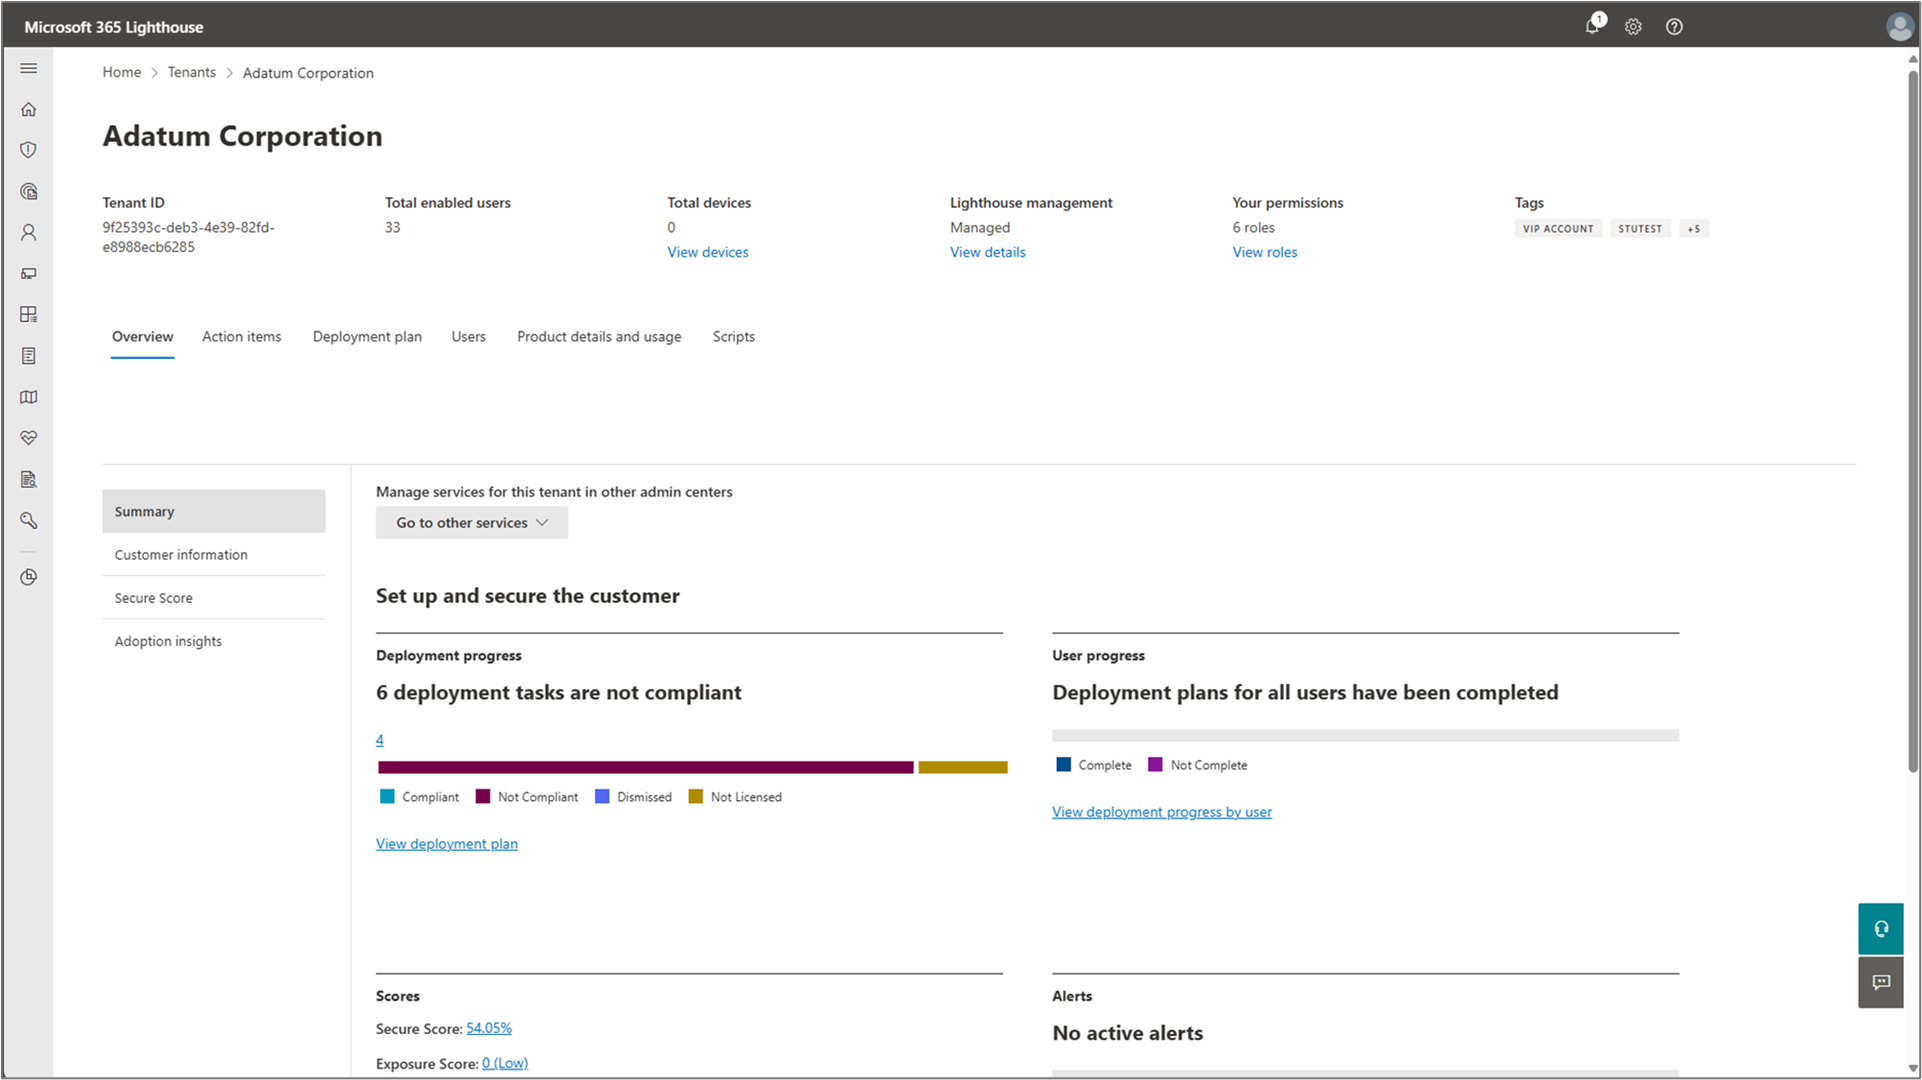 Microsoft 365 Lighthouse
1
Home > Tenants > Adatum Corporation
Adatum Corporation
Tenant ID
9f25393c-deb3-4e39-82fd-
e8988ecb6285
Total enabled users
33
Total devices
0
View devices
Lighthouse management
Managed
View details
Your permissions
6 roles
View roles
Tags
VIP ACCOUNT STUTEST +5
Overview Action items Deployment plan Users Product details and usage Scripts
Summary
Customer information
Secure Score
Adoption insights
Manage services for this tenant in other admin centers
Go to other services
Set up and secure the customer
Deployment progress
6 deployment tasks are not compliant
4
Compliant Not Compliant Dismissed Not Licensed
View deployment plan
User progress
Deployment plans for all users have been completed
Complete Not Complete
View deployment progress by user
Scores
Secure Score: 54.05%
Exposure Score: 0 (Low)
Alerts
No active alerts